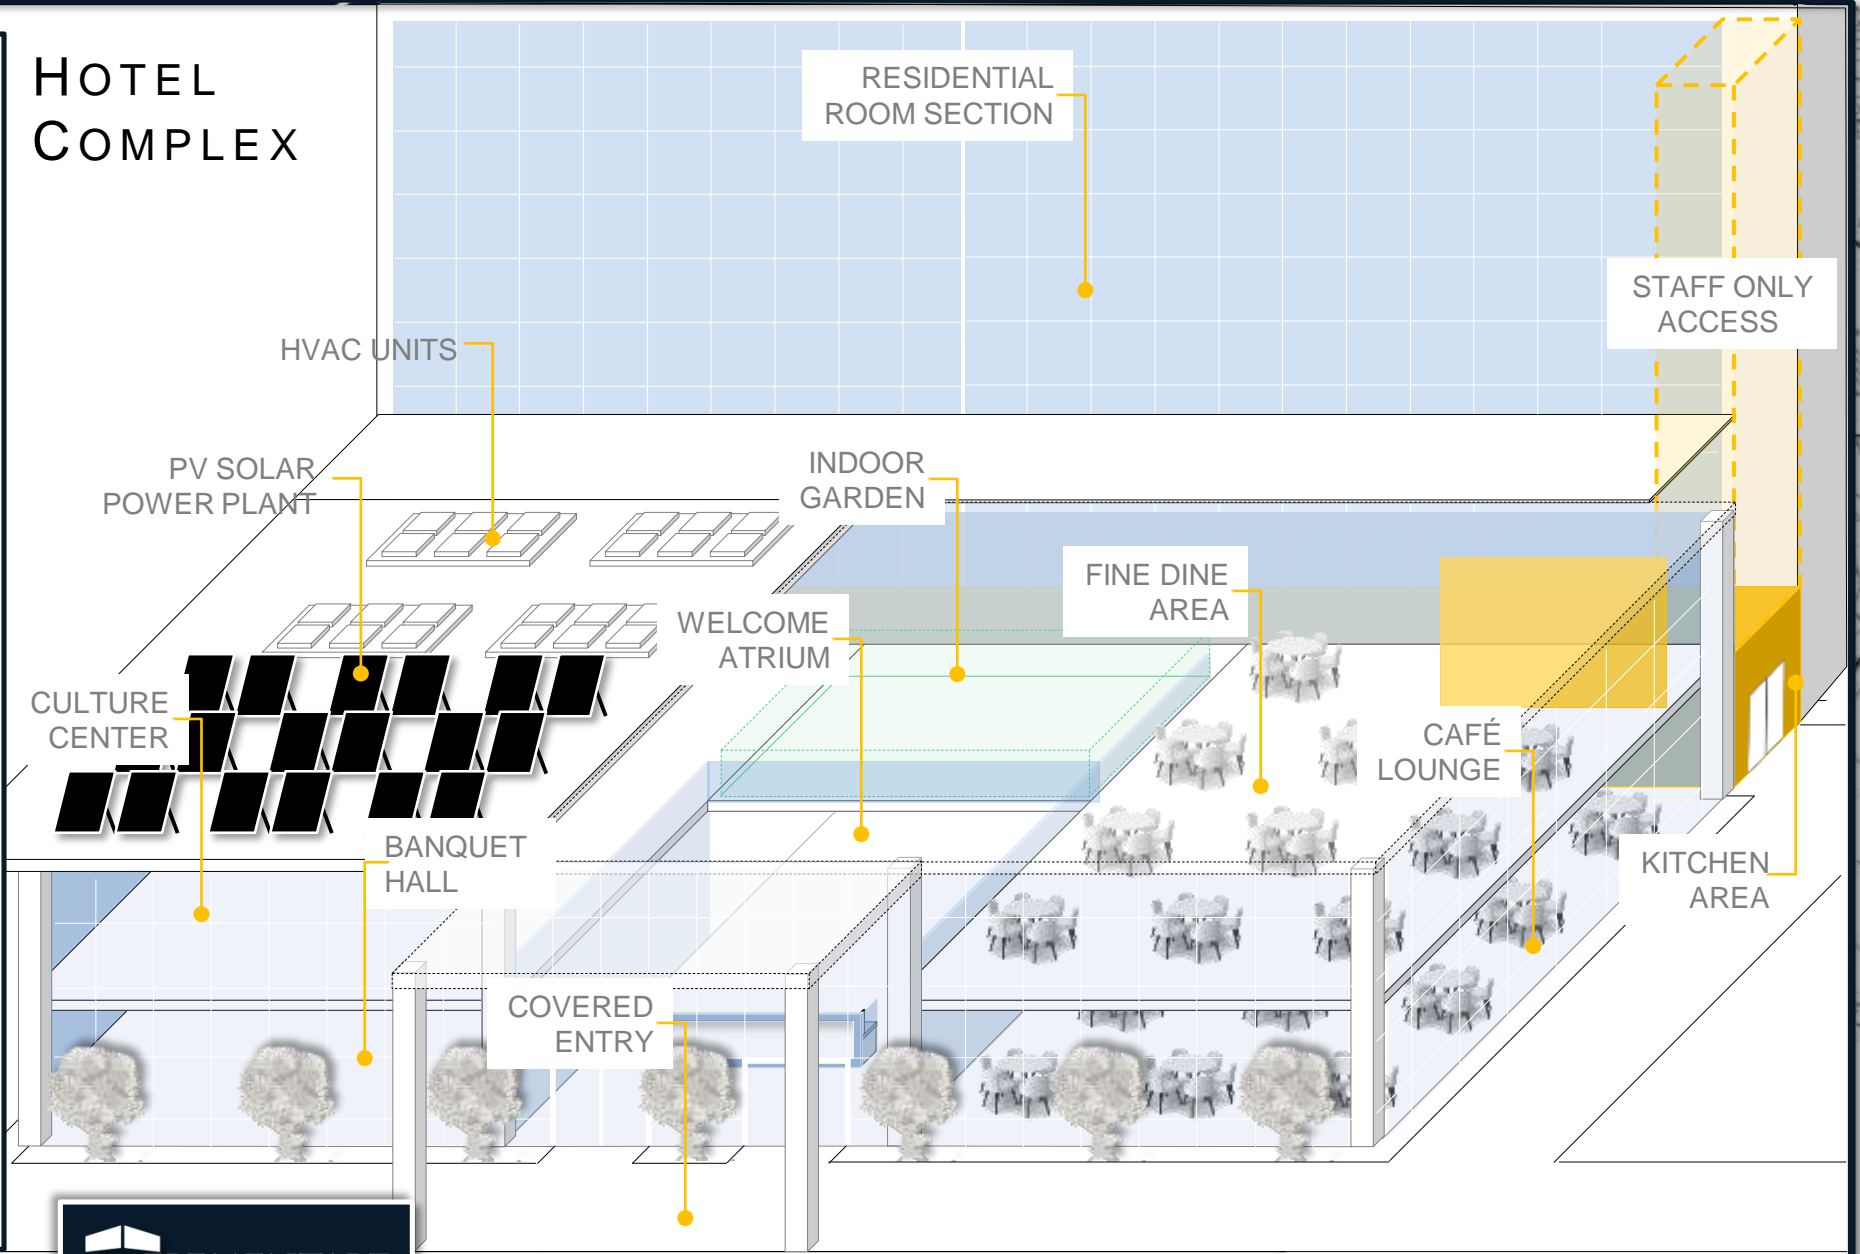 HOTEL
COMPLEX
RESIDENTIAL
ROOM SECTION
STAFF ONLY
ACCESS
HVAC UNITS
PV SOLAR
POWER PLANT
INDOOR
GARDEN
FINE DINE
AREA
WELCOME
ATRIUM
CULTURE
CENTER
CAFÉ
LOUNGE
BANQUET
HALL
KITCHEN
AREA
COVERED
ENTRY